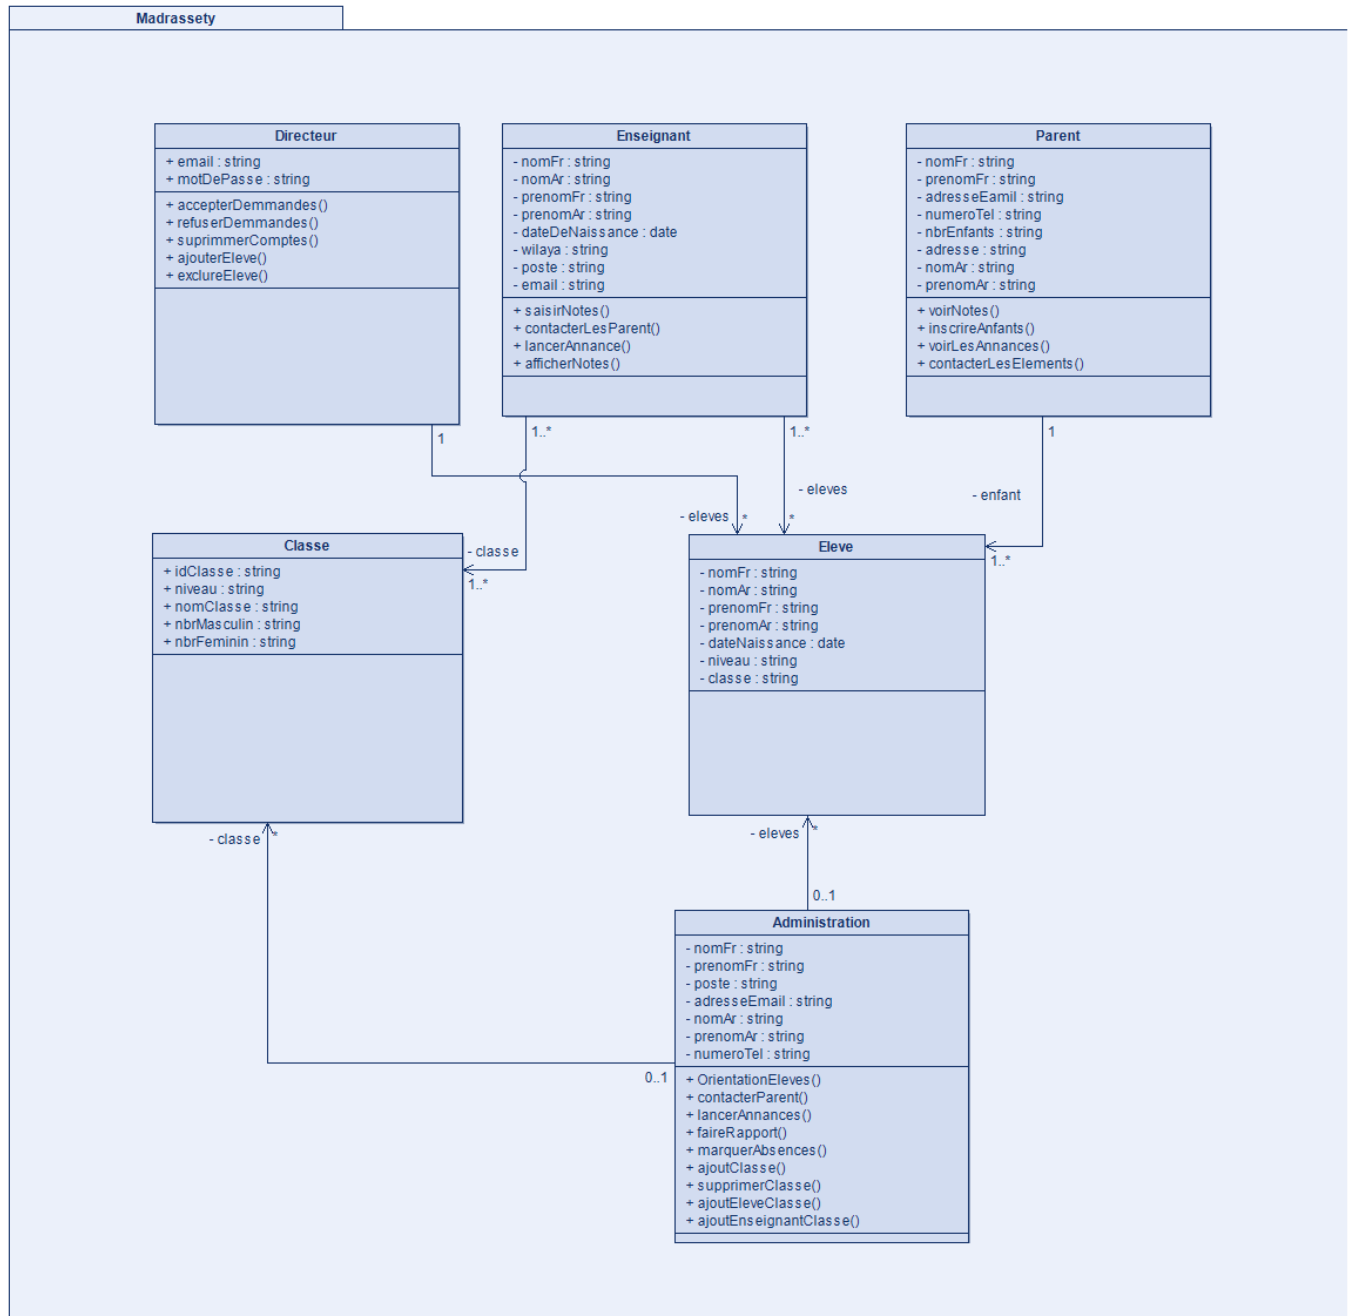 Madrassety
Directeur
+ email : string
+ motDePasse : string
+ accepterDemmandes()
+ refuserDemmandes()
+ suprimmerComptes()
+ ajouterEleve()
+ exclureEleve()
Enseignant
- nomFr : string
- nomAr : string
- prenomFr : string
- prenomAr : string
- dateDeNaissance : date
- wilaya : string
- poste : string
- email : string
+ saisirNotes()
+ contacterLesParent()
+ lancerAnnance()
+ afficherNotes()
Parent
- nomFr : string
- prenomFr : string
- adresseEamil : string
- numeroTel : string
- nbrEnfants : string
- adresse : string
- nomAr : string
- prenomAr : string
+ voirNotes()
+ inscrireAnfants()
+ voirLesAnnances()
+ contacterLesElements()
1
1..*
1..*
1
- eleves
- enfant
- eleves
*
*
- classe
1..*
1..*
Classe
+ idClasse : string
+ niveau : string
+ nomClasse : string
+ nbrMasculin : string
+ nbrFeminin : string
Eleve
- nomFr : string
- nomAr : string
- prenomFr : string
- prenomAr : string
- dateNaissance : date
- niveau : string
- classe : string
- classe
*
- eleves
*
0..1
0..1
Administration
- nomFr : string
- prenomFr : string
- poste : string
- adresseEmail : string
- nomAr : string
- prenomAr : string
- numeroTel : string
+ OrientationEleves()
+ contacterParent()
+ lancerAnnances()
+ faireRapport()
+ marquerAbsences()
+ ajoutClasse()
+ supprimerClasse()
+ ajoutEleveClasse()
+ ajoutEnseignantClasse()